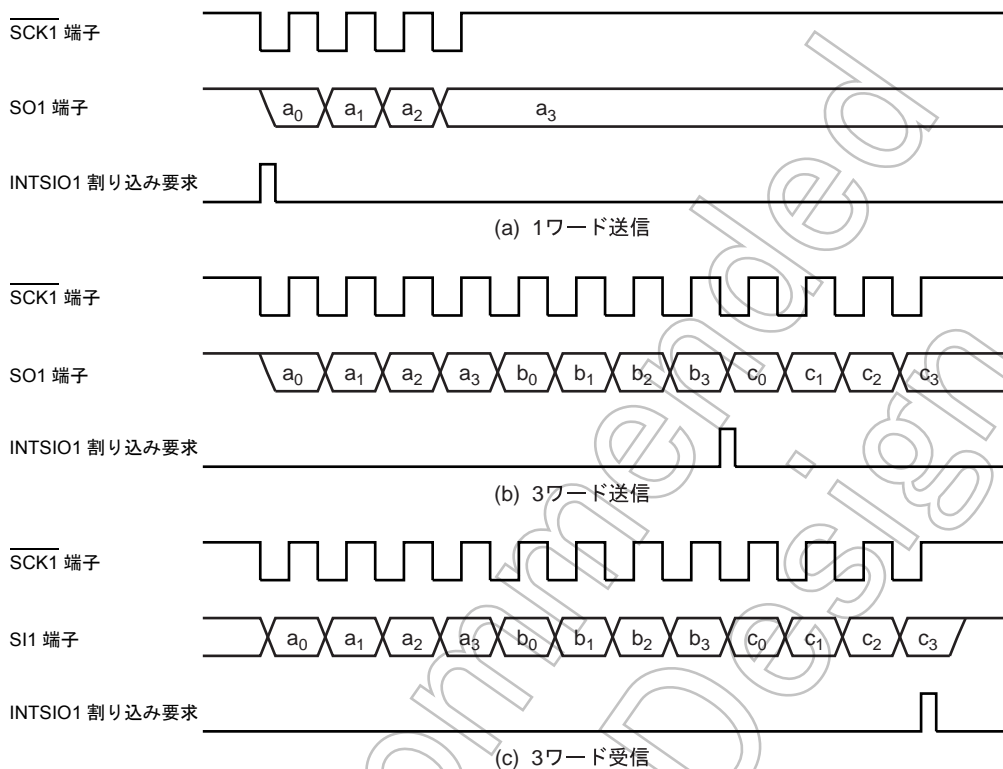 SCK1 端子
SO1 端子
a0 a1 a2 a3
INTSIO1 割り込み要求
(a) 1ワード送信
SCK1 端子
SO1 端子
a0 a1 a2 a3 b0 b1 b2 b3 c0 c1 c2 c3
INTSIO1 割り込み要求
(b) 3ワード送信
SCK1 端子
SI1 端子
a0 a1 a2 a3 b0 b1 b2 b3 c0 c1 c2 c3
INTSIO1 割り込み要求
(c) 3ワード受信
ommended
Design